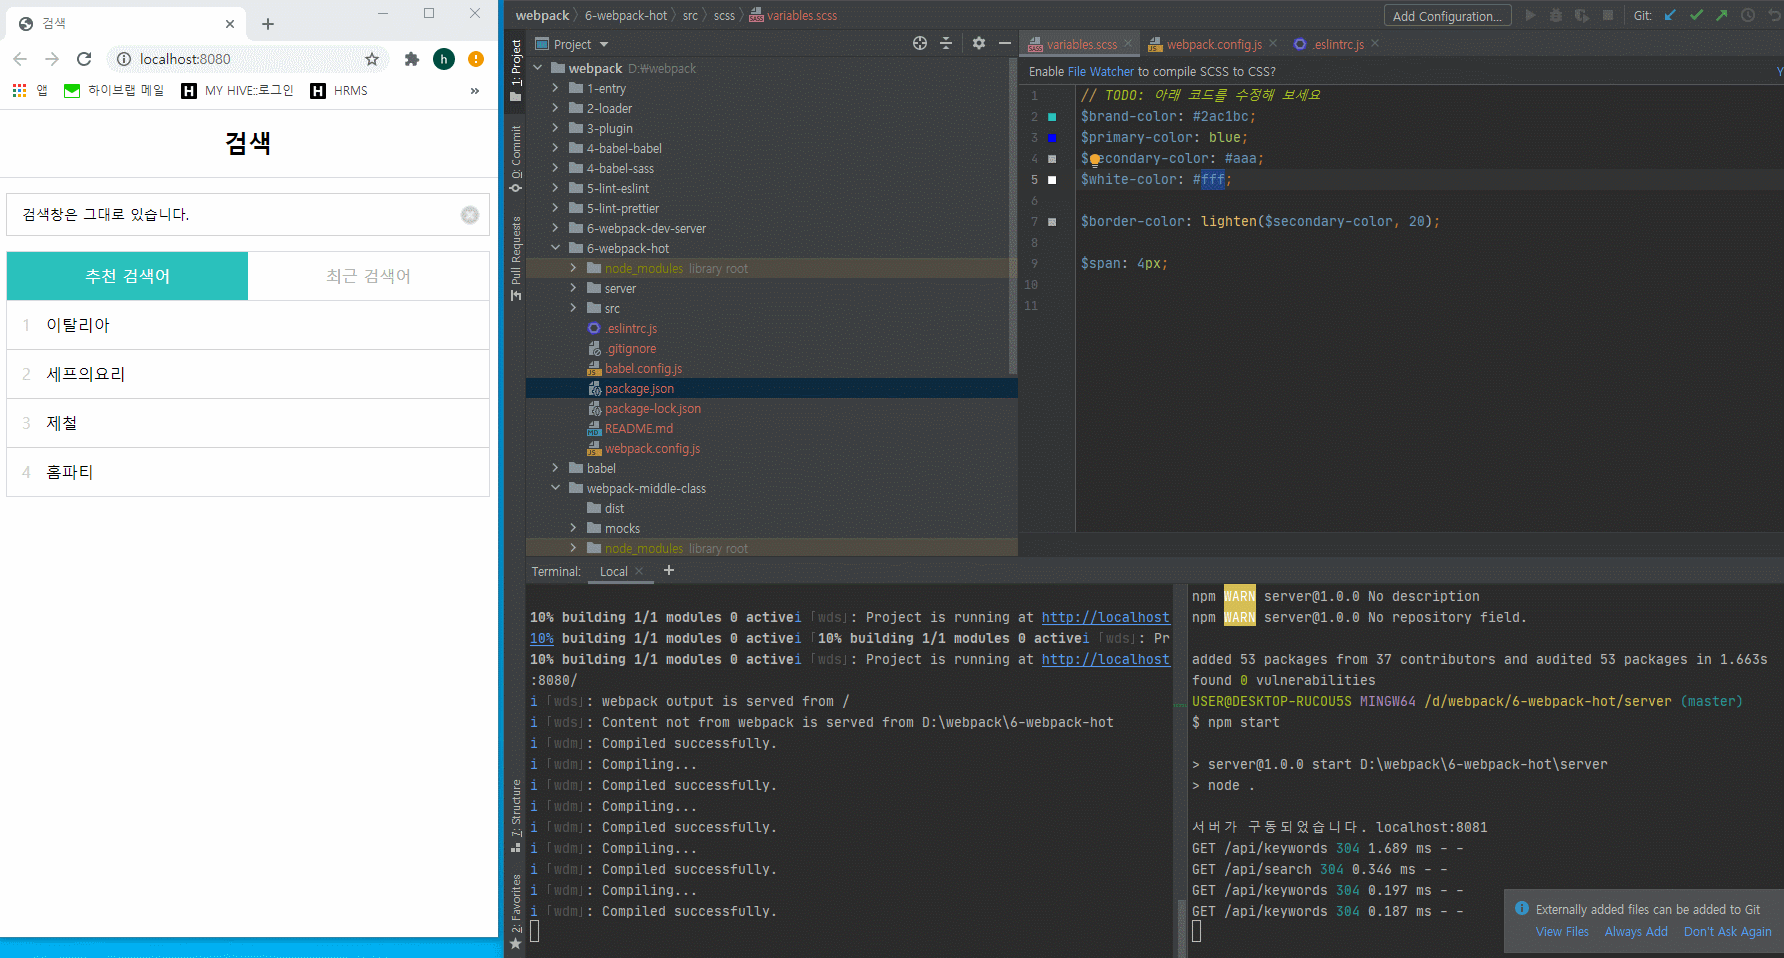 검색
localhost:8080
h
앱
하이브랩 메일
MY HIVE::로그인
HRMS
»
검색
검색창은 그대로 있습니다.
추천 검색어
최근 검색어
1 이탈리아
2 세프의요리
3 제철
4 홈파티
webpack 〉 6-webpack-hot 〉 src 〉 scss 〉 variables.scss
Add Configuration...
Git:
1: Project
0: Commit
Pull Requests
7: Structure
2: Favorites
Project
webpack D:₩webpack
1-entry
2-loader
3-plugin
4-babel-babel
4-babel-sass
5-lint-eslint
5-lint-prettier
6-webpack-dev-server
6-webpack-hot
node_modules library root
server
src
.eslintrc.js
.gitignore
babel.config.js
package.json
package-lock.json
README.md
webpack.config.js
babel
webpack-middle-class
dist
mocks
node_modules library root
variables.scss
webpack.config.js
.eslintrc.js
Enable File Watcher to compile SCSS to CSS?
Y
1 // TODO: 아래 코드를 수정해 보세요
2 $brand-color: #2ac1bc;
3 $primary-color: blue;
4 $econdary-color: #aaa;
5 $white-color: #fff;
6
7 $border-color: lighten($secondary-color, 20);
8
9 $span: 4px;
10
11
Terminal:
Local
10% building 1/1 modules 0 activei ｢wds｣: Project is running at http://localhost
10% building 1/1 modules 0 activei ｢10% building 1/1 modules 0 activei ｢wds｣: Pr
10% building 1/1 modules 0 activei ｢wds｣: Project is running at http://localhost
:8080/
i ｢wds｣: webpack output is served from /
i ｢wds｣: Content not from webpack is served from D:\webpack\6-webpack-hot
i ｢wdm｣: Compiled successfully.
i ｢wdm｣: Compiling...
i ｢wdm｣: Compiled successfully.
i ｢wdm｣: Compiling...
i ｢wdm｣: Compiled successfully.
i ｢wdm｣: Compiling...
i ｢wdm｣: Compiled successfully.
i ｢wdm｣: Compiling...
i ｢wdm｣: Compiled successfully.
npm WARN server@1.0.0 No description
npm WARN server@1.0.0 No repository field.
added 53 packages from 37 contributors and audited 53 packages in 1.663s
found 0 vulnerabilities
USER@DESKTOP-RUCOU5S MINGW64 /d/webpack/6-webpack-hot/server (master)
$ npm start
> server@1.0.0 start D:\webpack\6-webpack-hot\server
> node .
서버가 구동되었습니다. localhost:8081
GET /api/keywords 304 1.689 ms - -
GET /api/search 304 0.346 ms - -
GET /api/keywords 304 0.197 ms - -
GET /api/keywords 304 0.187 ms - -
Externally added files can be added to Git
View Files
Always Add
Don't Ask Again